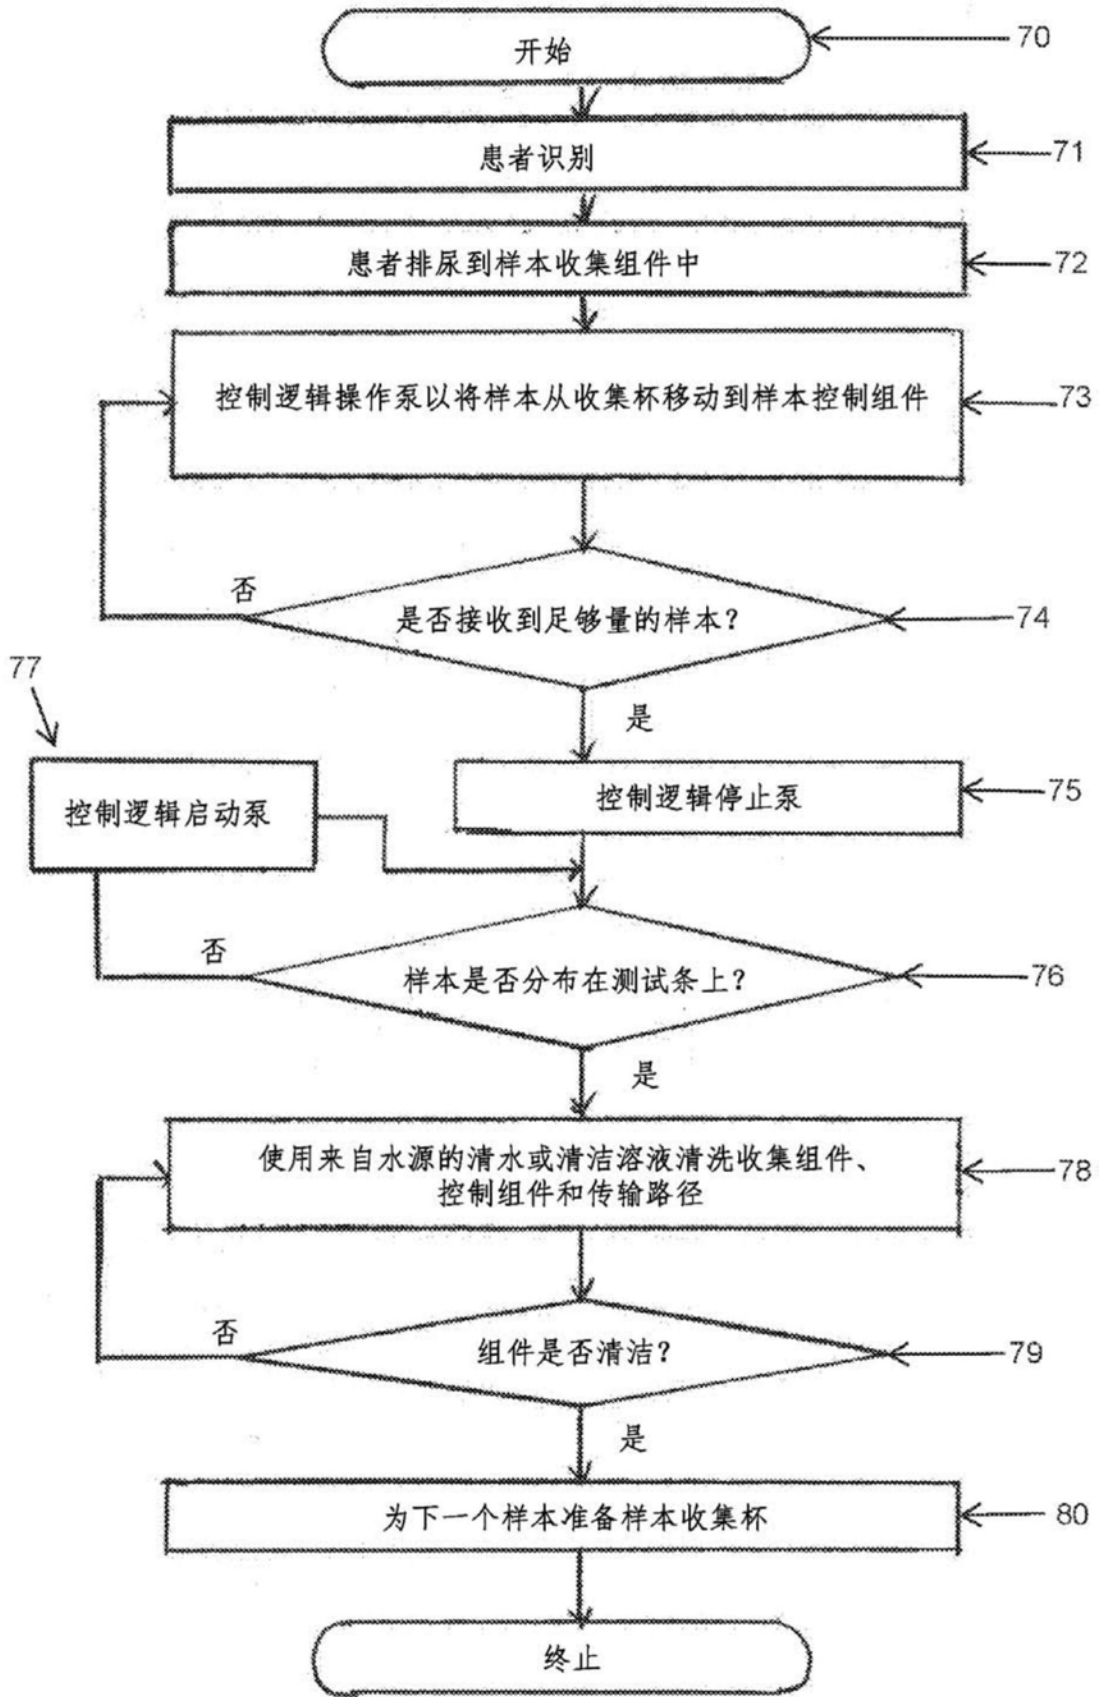 开始
70
患者识别
71
患者排尿到样本收集组件中
72
控制逻辑操作泵以将样本从收集杯移动到样本控制组件
73
否
是否接收到足够量的样本？
74
77
是
控制逻辑启动泵
控制逻辑停止泵
75
否
样本是否分布在测试条上？
76
是
使用来自水源的清水或清洁溶液清洗收集组件、
控制组件和传输路径
78
否
组件是否清洁？
79
是
为下一个样本准备样本收集杯
80
终止